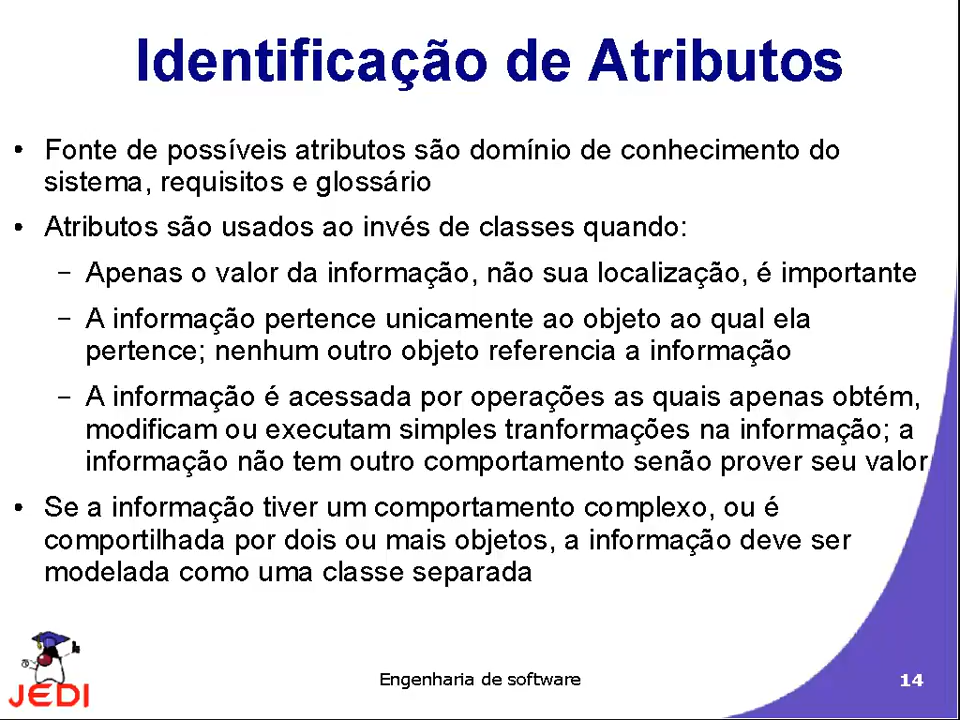 Identificação de Atributos
• Fonte de possíveis atributos são domínio de conhecimento do
sistema, requisitos e glossário
• Atributos são usados ao invés de classes quando:
– Apenas o valor da informação, não sua localização, é importante
– A informação pertence unicamente ao objeto ao qual ela
pertence; nenhum outro objeto referencia a informação
– A informação é acessada por operações as quais apenas obtém,
modificam ou executam simples tranformações na informação; a
informação não tem outro comportamento senão prover seu valor
• Se a informação tiver um comportamento complexo, ou é
comportilhada por dois ou mais objetos, a informação deve ser
modelada como uma classe separada
JEDI
Engenharia de software
14